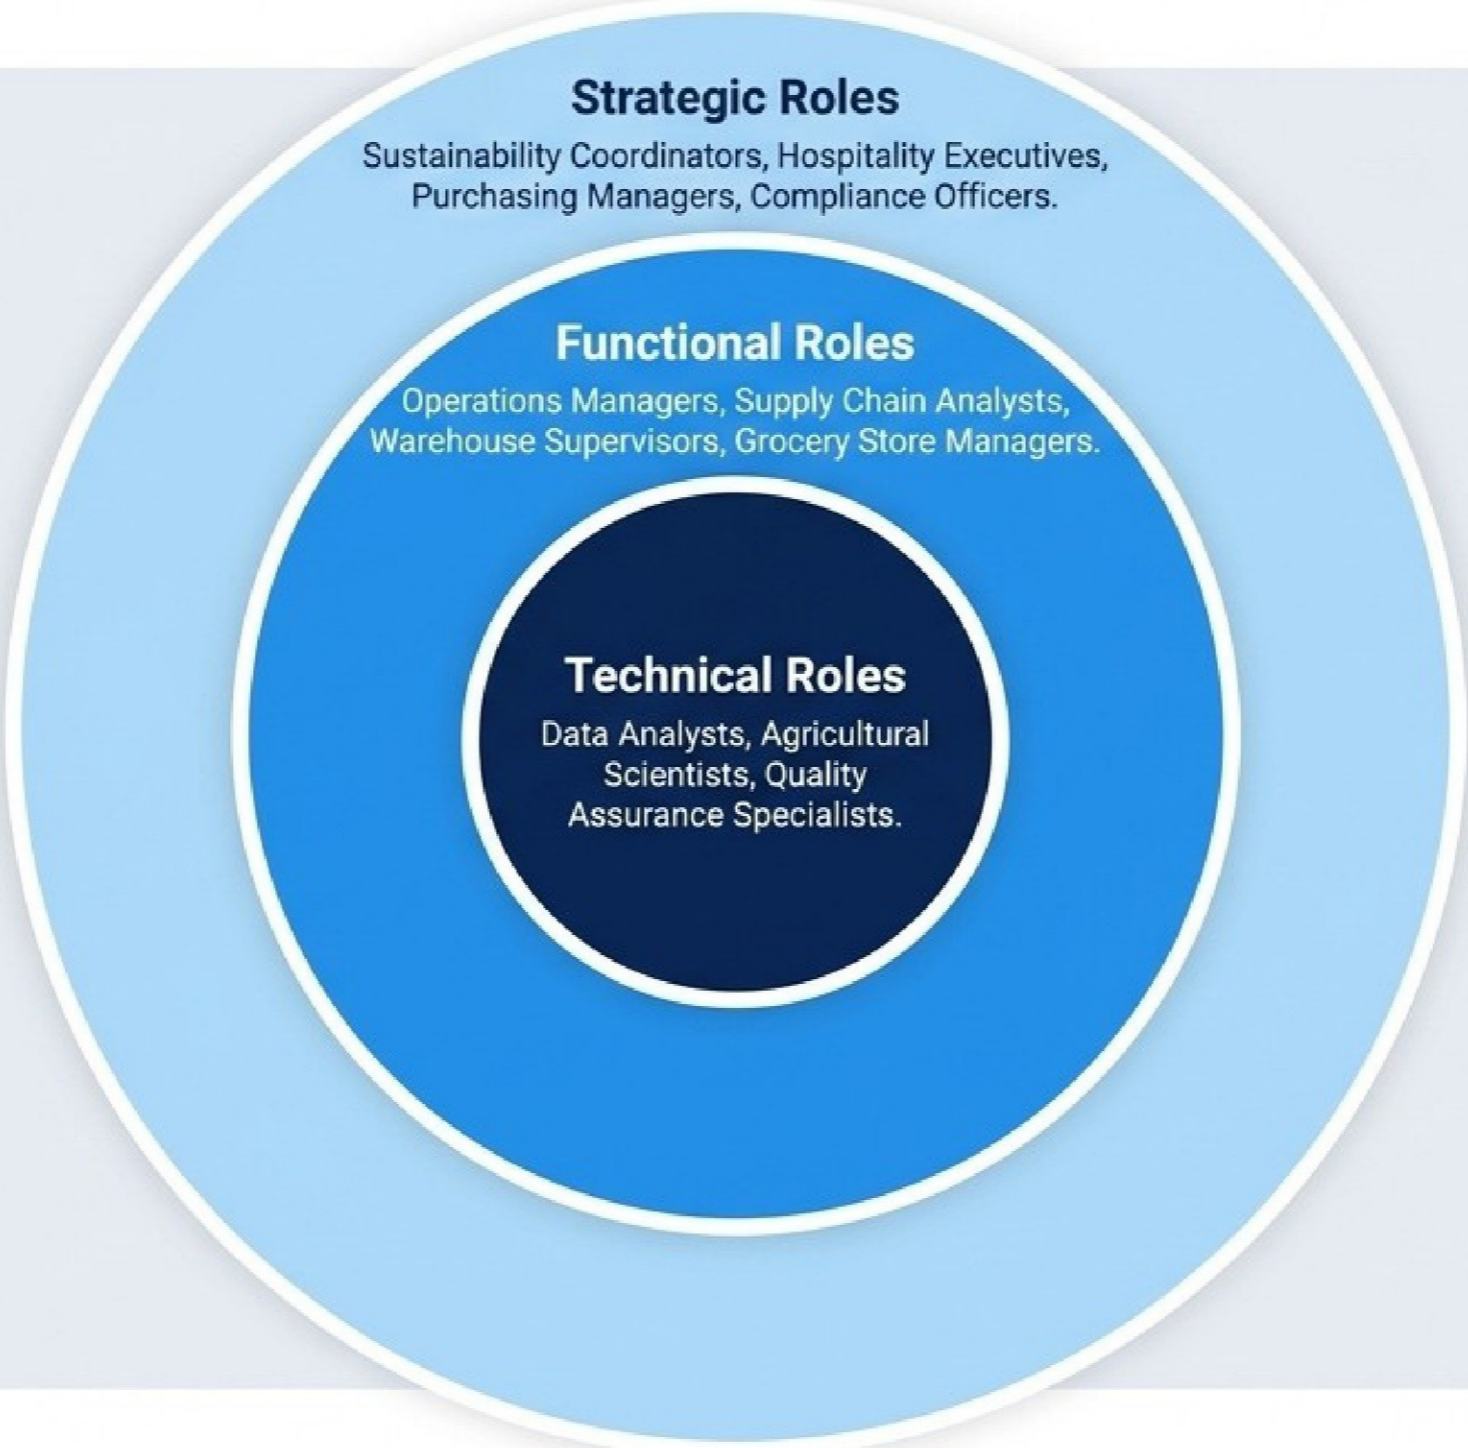 Strategic Roles
Sustainability Coordinators, Hospitality Executives,
Purchasing Managers, Compliance Officers.
Functional Roles
Operations Managers, Supply Chain Analysts,
Warehouse Supervisors, Grocery Store Managers.
Technical Roles
Data Analysts, Agricultural
Scientists, Quality
Assurance Specialists.